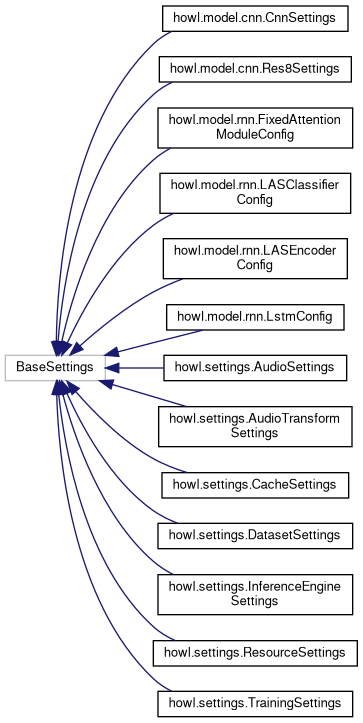 howl.model.cnn.CnnSettings
howl.model.cnn.Res8Settings
howl.model.rnn.FixedAttention
ModuleConfig
howl.model.rnn.LASClassifier
Config
howl.model.rnn.LASEncoder
Config
howl.model.rnn.LstmConfig
BaseSettings
howl.settings.AudioSettings
howl.settings.AudioTransform
Settings
howl.settings.CacheSettings
howl.settings.DatasetSettings
howl.settings.InferenceEngine
Settings
howl.settings.ResourceSettings
howl.settings.TrainingSettings